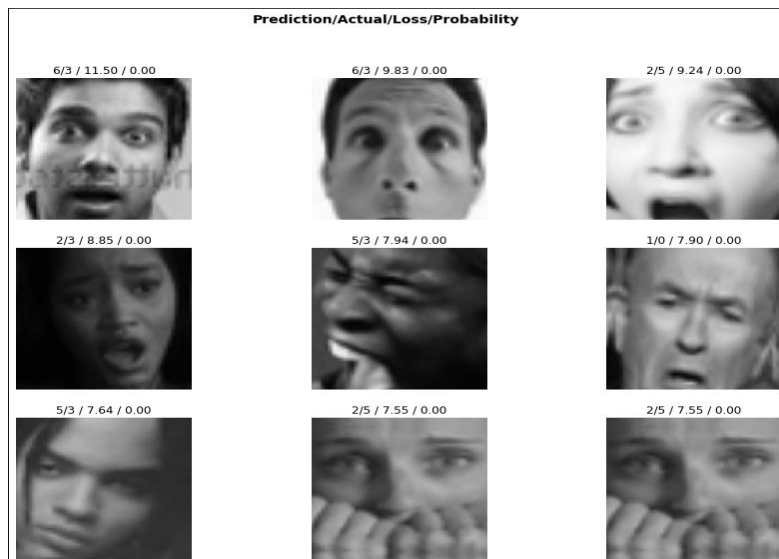 Prediction/Actual/Loss/Probability
6/3 / 11.50 / 0.00
6/3 / 9.83 / 0.00
2/5 / 9.24 / 0.00
2/3 / 8.85 / 0.00
5/3 / 7.94 / 0.00
1/0 / 7.90 / 0.00
5/3 / 7.64 / 0.00
2/5 / 7.55 / 0.00
2/5 / 7.55 / 0.00